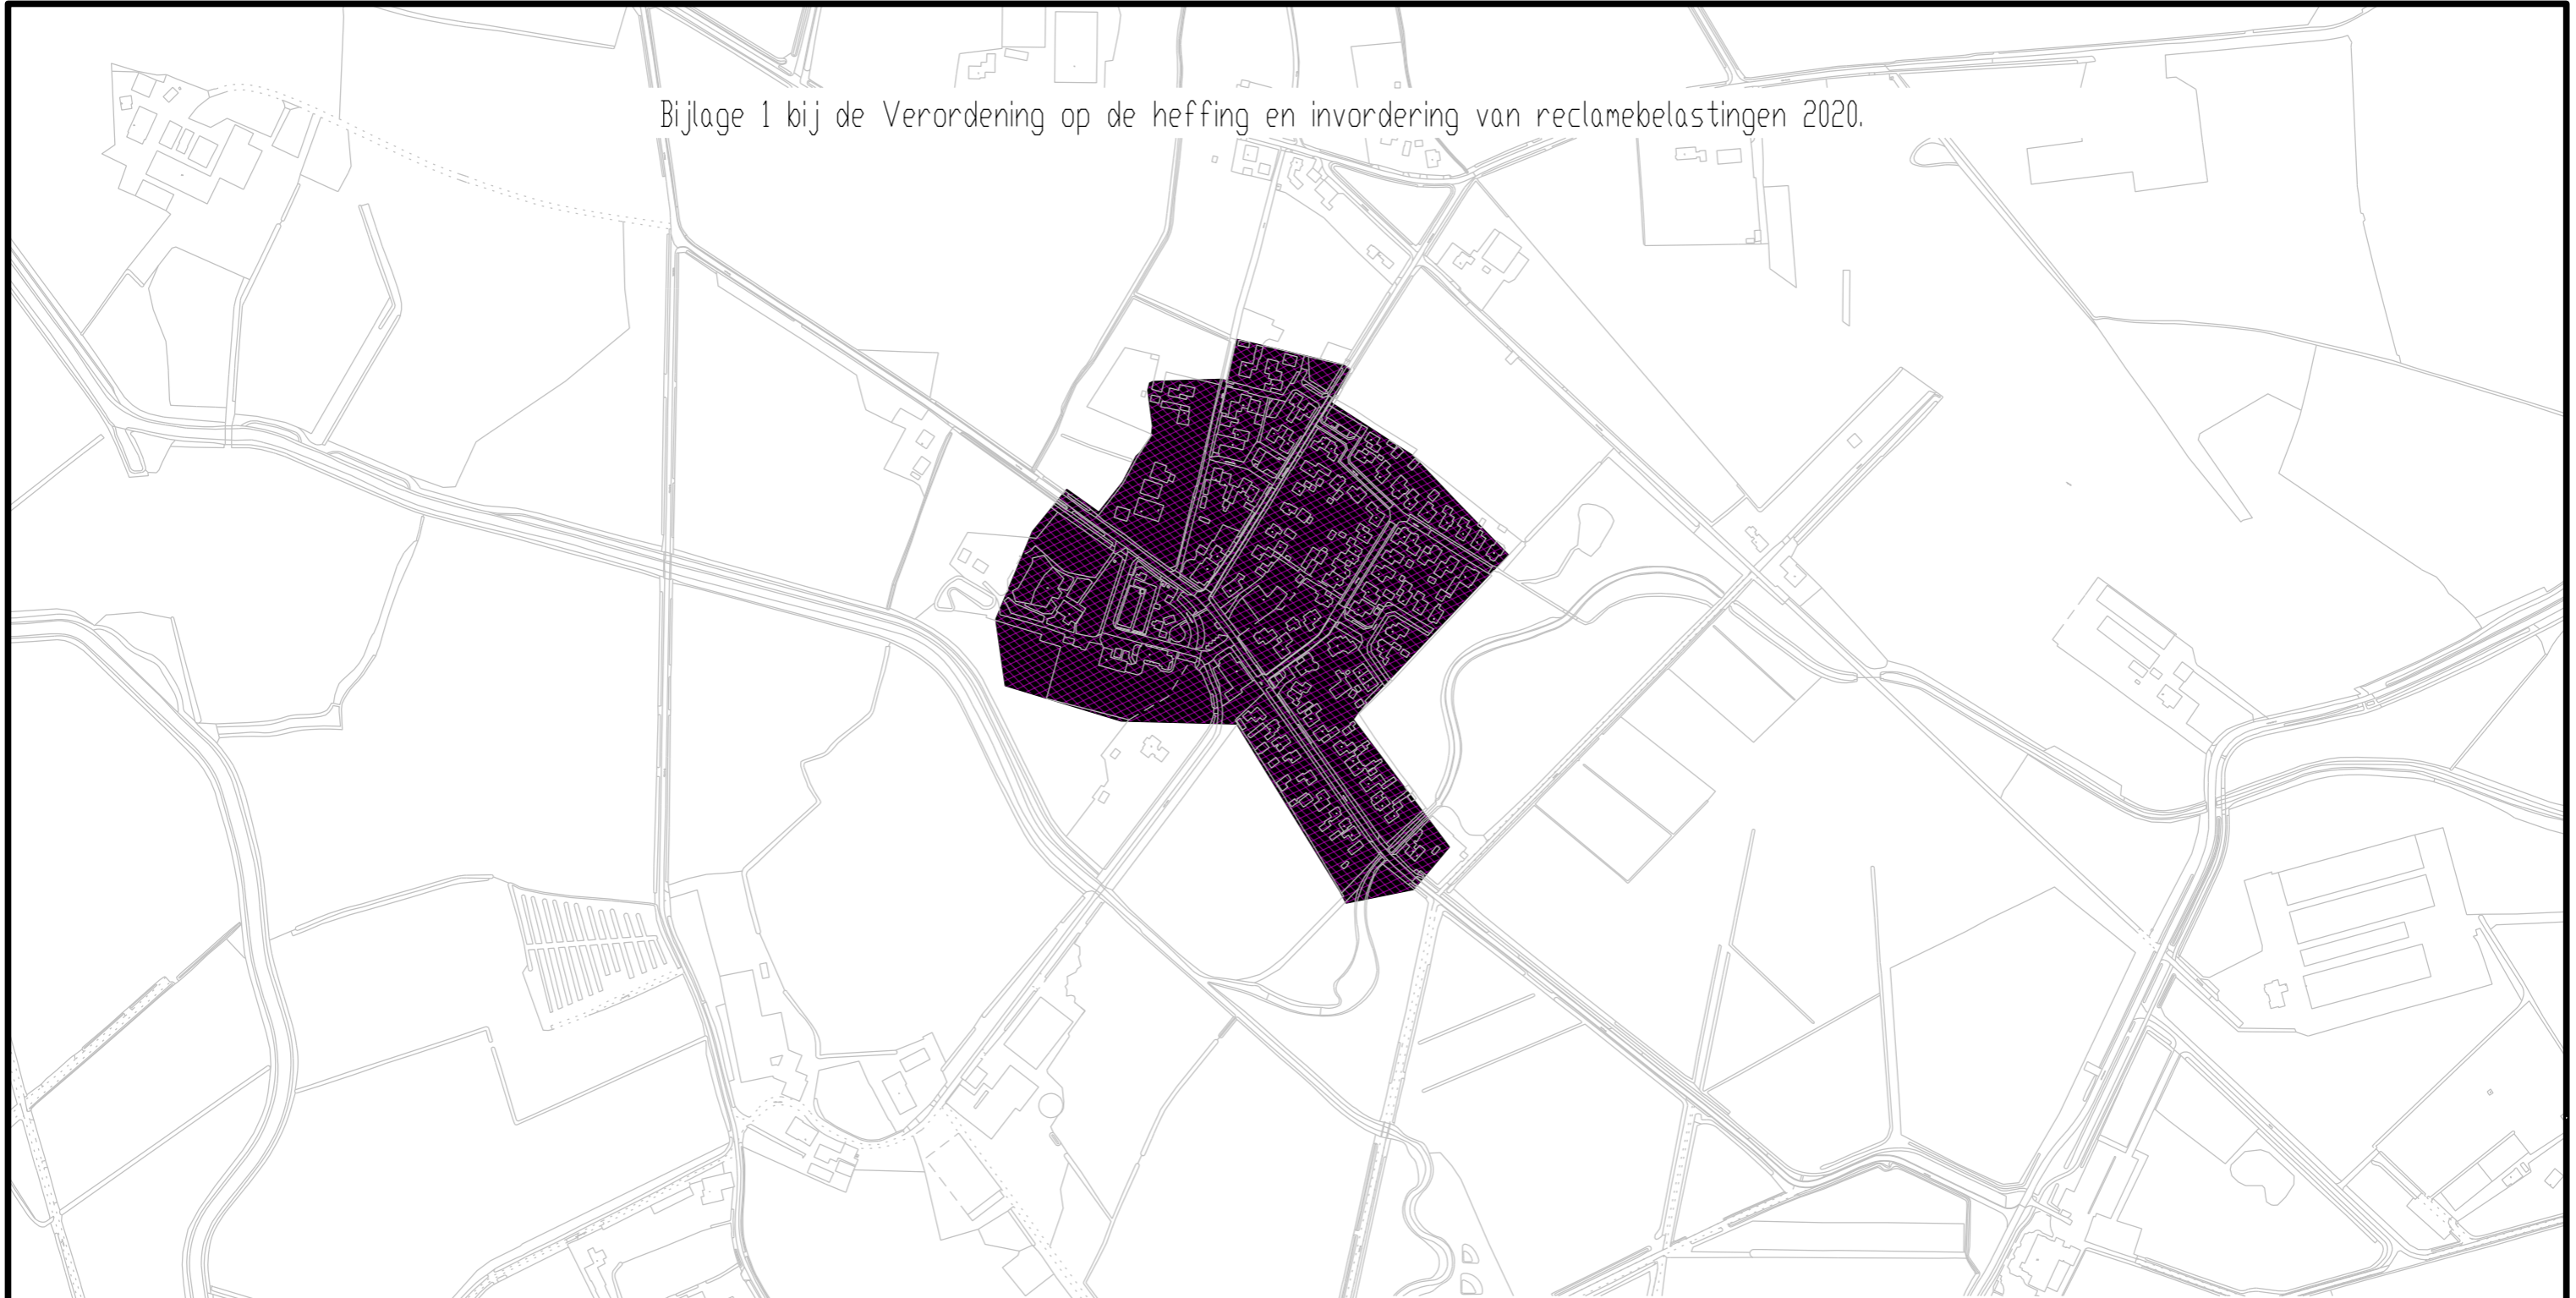 Bijlage 1 bij de Verordening op de heffing en invordering van reclamebelastingen 2020.